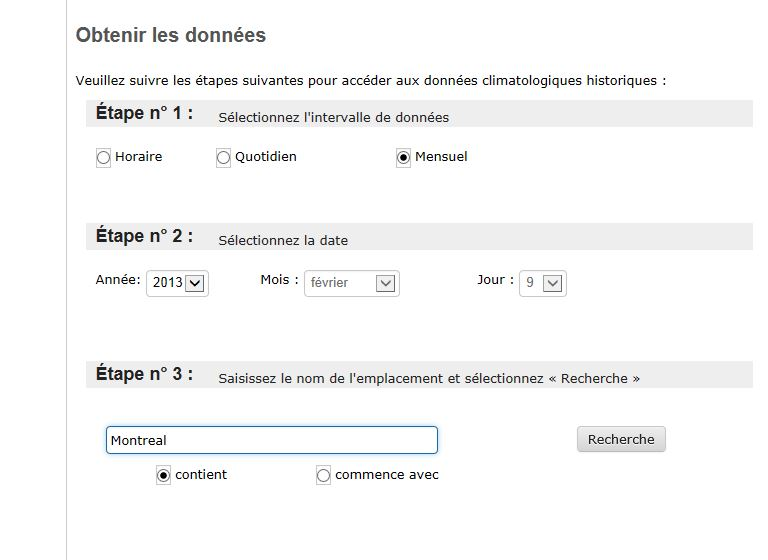 Obtenir les données
Veuillez suivre les étapes suivantes pour accéder aux données climatologiques historiques :
Étape n° 1 : Sélectionnez l'intervalle de données
Horaire Quotidien Mensuel
Étape n° 2 : Sélectionnez la date
Année: 2013 Mois : février Jour : 9
Étape n° 3 : Saisissez le nom de l'emplacement et sélectionnez « Recherche »
Montreal Recherche
contient commence avec